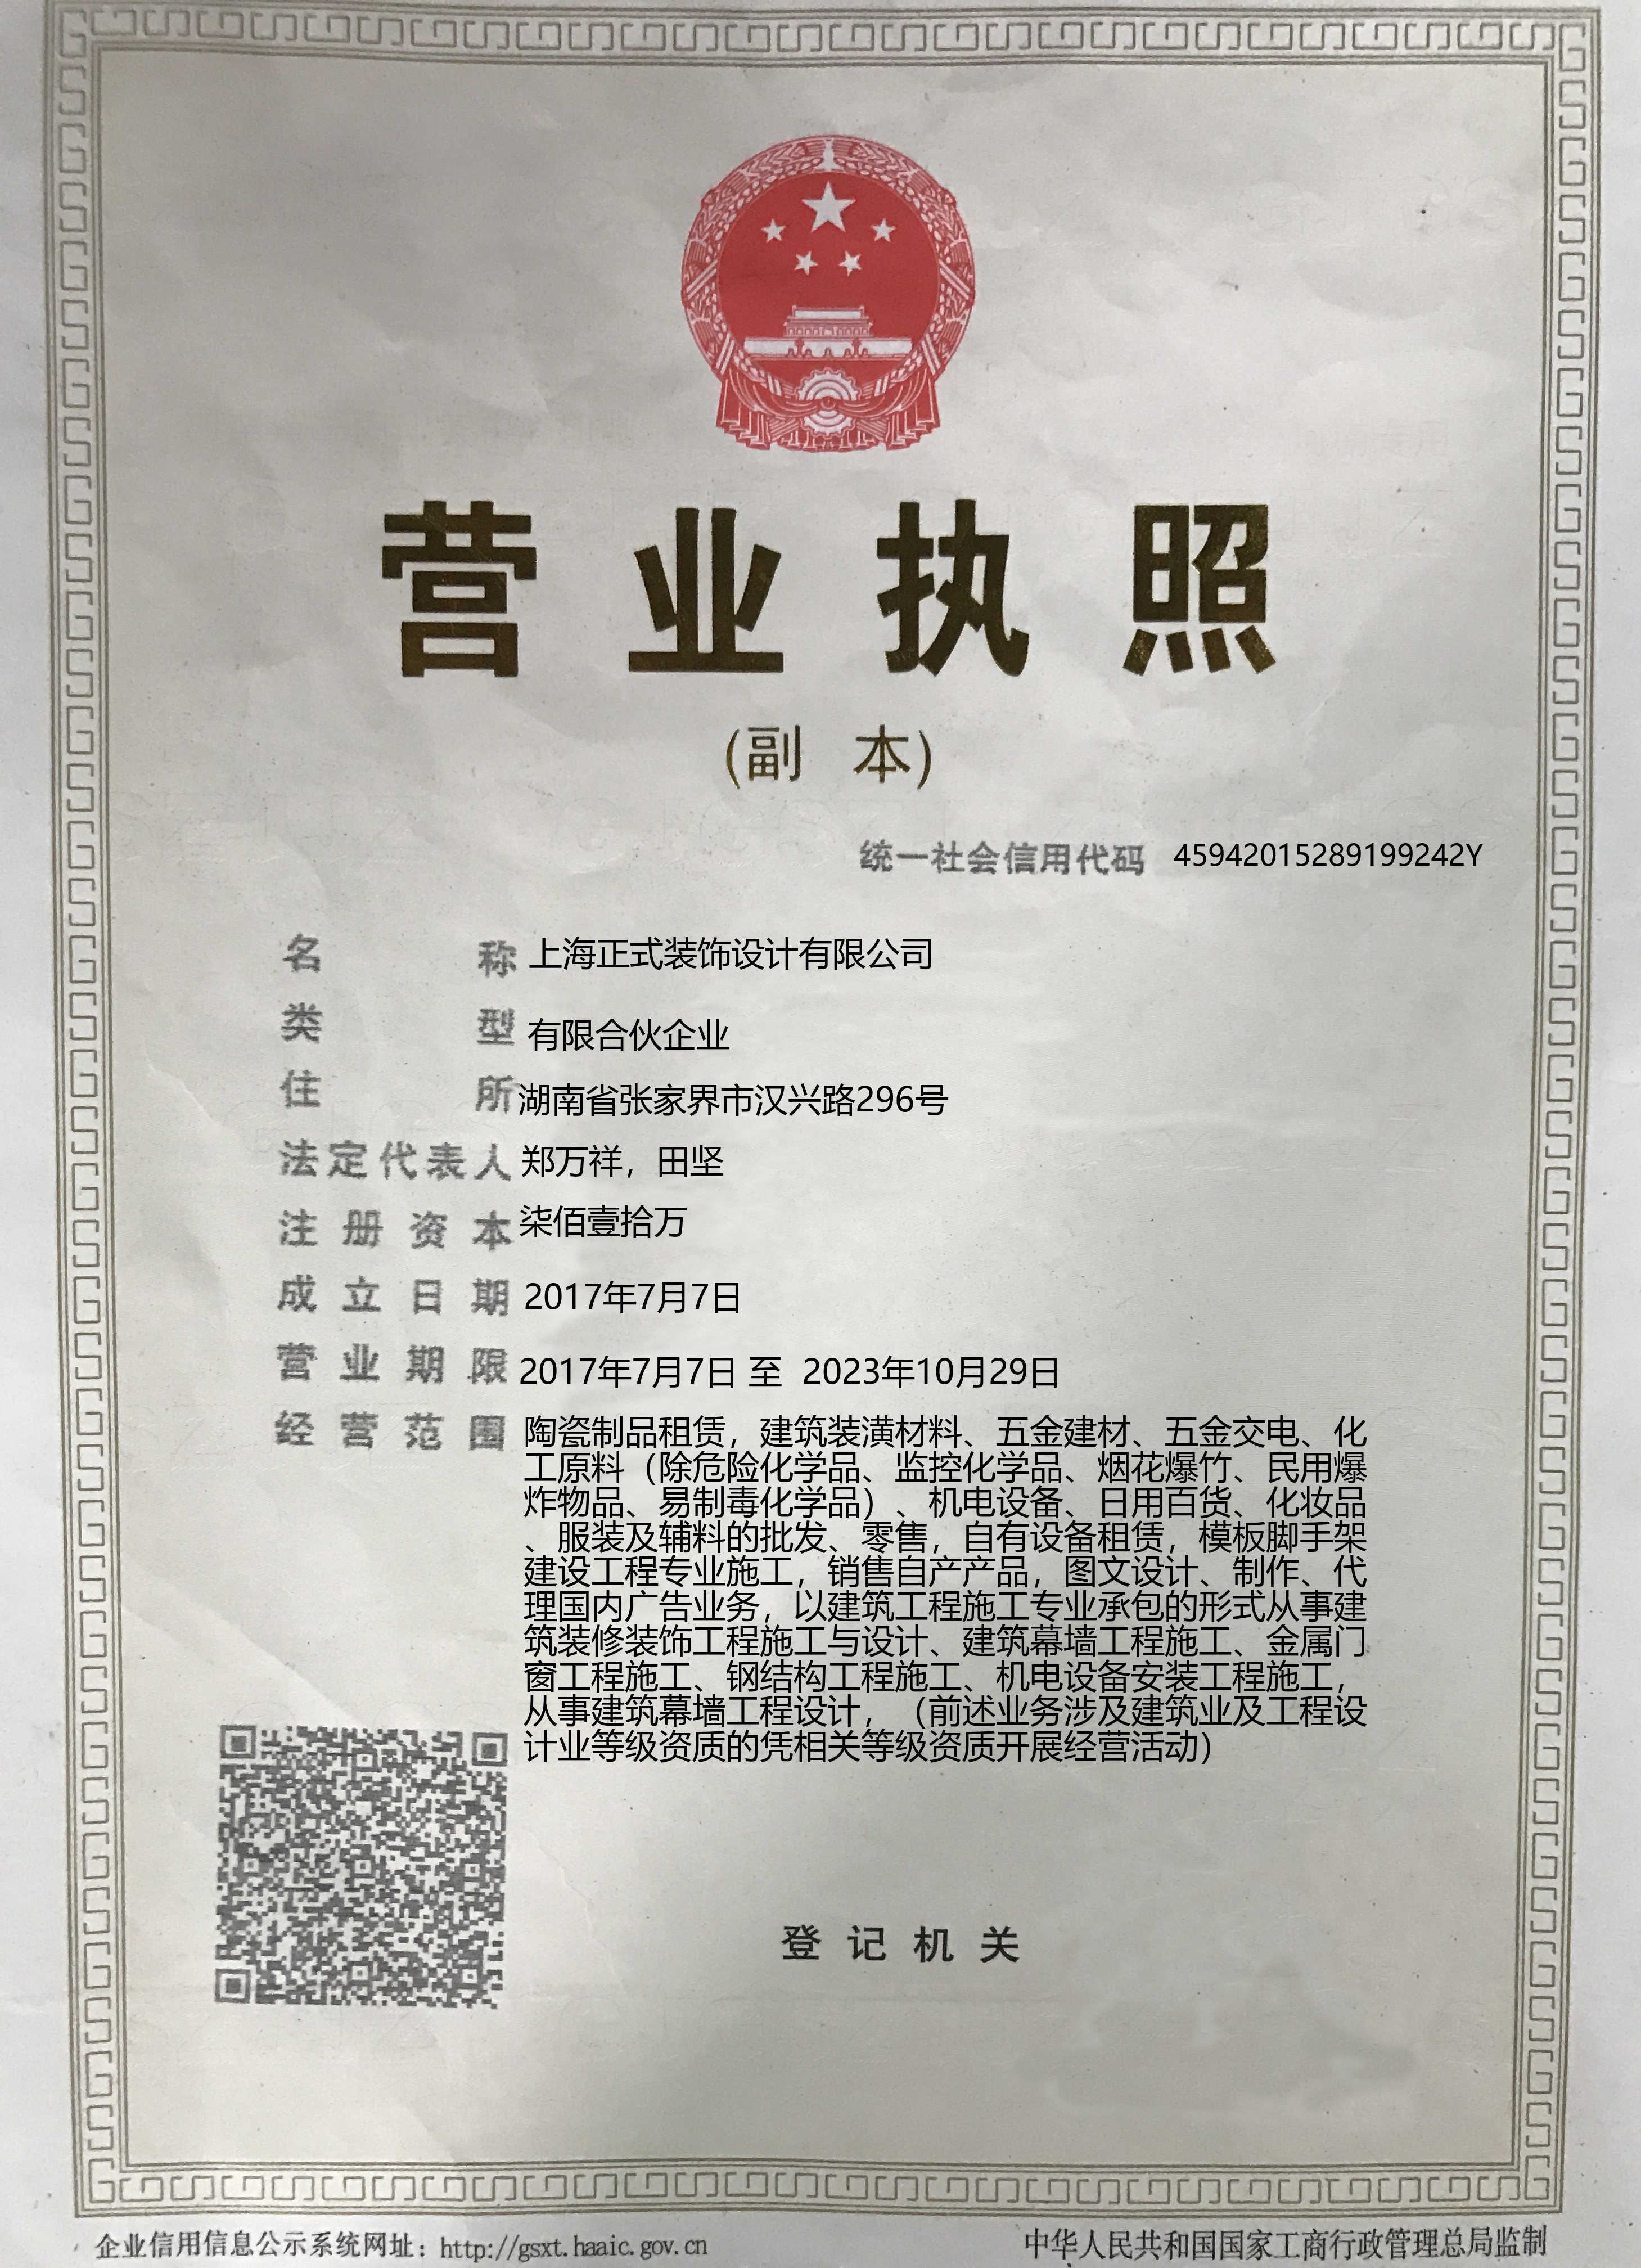 营业执照
(副 本)
统一社会信用代码 45942015289199242Y
名 称 上海正式装饰设计有限公司
类 型 有限合伙企业
住 所 湖南省张家界市汉兴路296号
法定代表人 郑万祥，田坚
注册资本 柒佰壹拾万
成立日期 2017年7月7日
营业期限 2017年7月7日 至 2023年10月29日
经营范围 陶瓷制品租赁，建筑装潢材料、五金建材、五金交电、化
工原料（除危险化学品、监控化学品、烟花爆竹、民用爆
炸物品、易制毒化学品）、机电设备、日用百货、化妆品
、服装及辅料的批发、零售，自有设备租赁，模板脚手架
建设工程专业施工，销售自产产品，图文设计、制作、代
理国内广告业务，以建筑工程施工专业承包的形式从事建
筑装修装饰工程施工与设计、建筑幕墙工程施工、金属门
窗工程施工、钢结构工程施工、机电设备安装工程施工，
从事建筑幕墙工程设计，（前述业务涉及建筑业及工程设
计业等级资质的凭相关等级资质开展经营活动）
登记机关
企业信用信息公示系统网址：http://gsxt.haaic.gov.cn
中华人民共和国国家工商行政管理总局监制